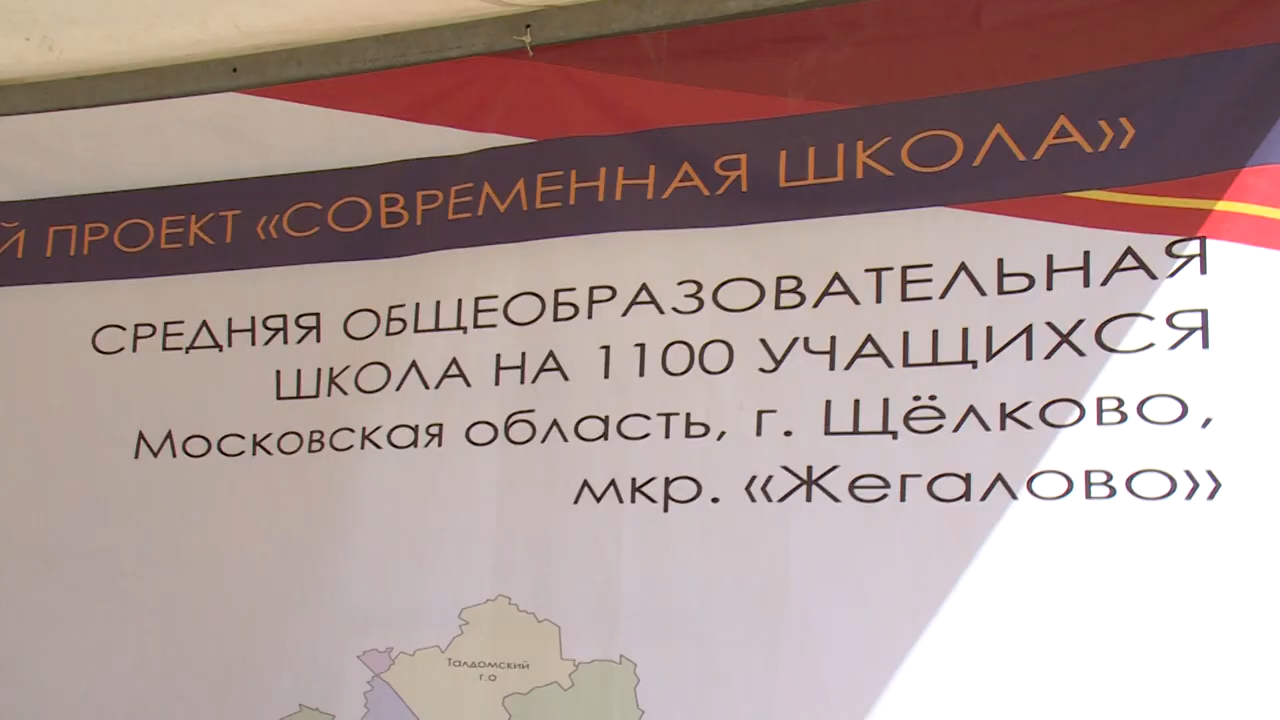 ПРОЕКТ «СОВРЕМЕННАЯ ШКОЛА»
СРЕДНЯЯ ОБЩЕОБРАЗОВАТЕЛЬНАЯ
ШКОЛА НА 1100 УЧАЩИХСЯ
Московская область, г. Щёлково,
мкр. «Жегалово»
Талдомский
г.о